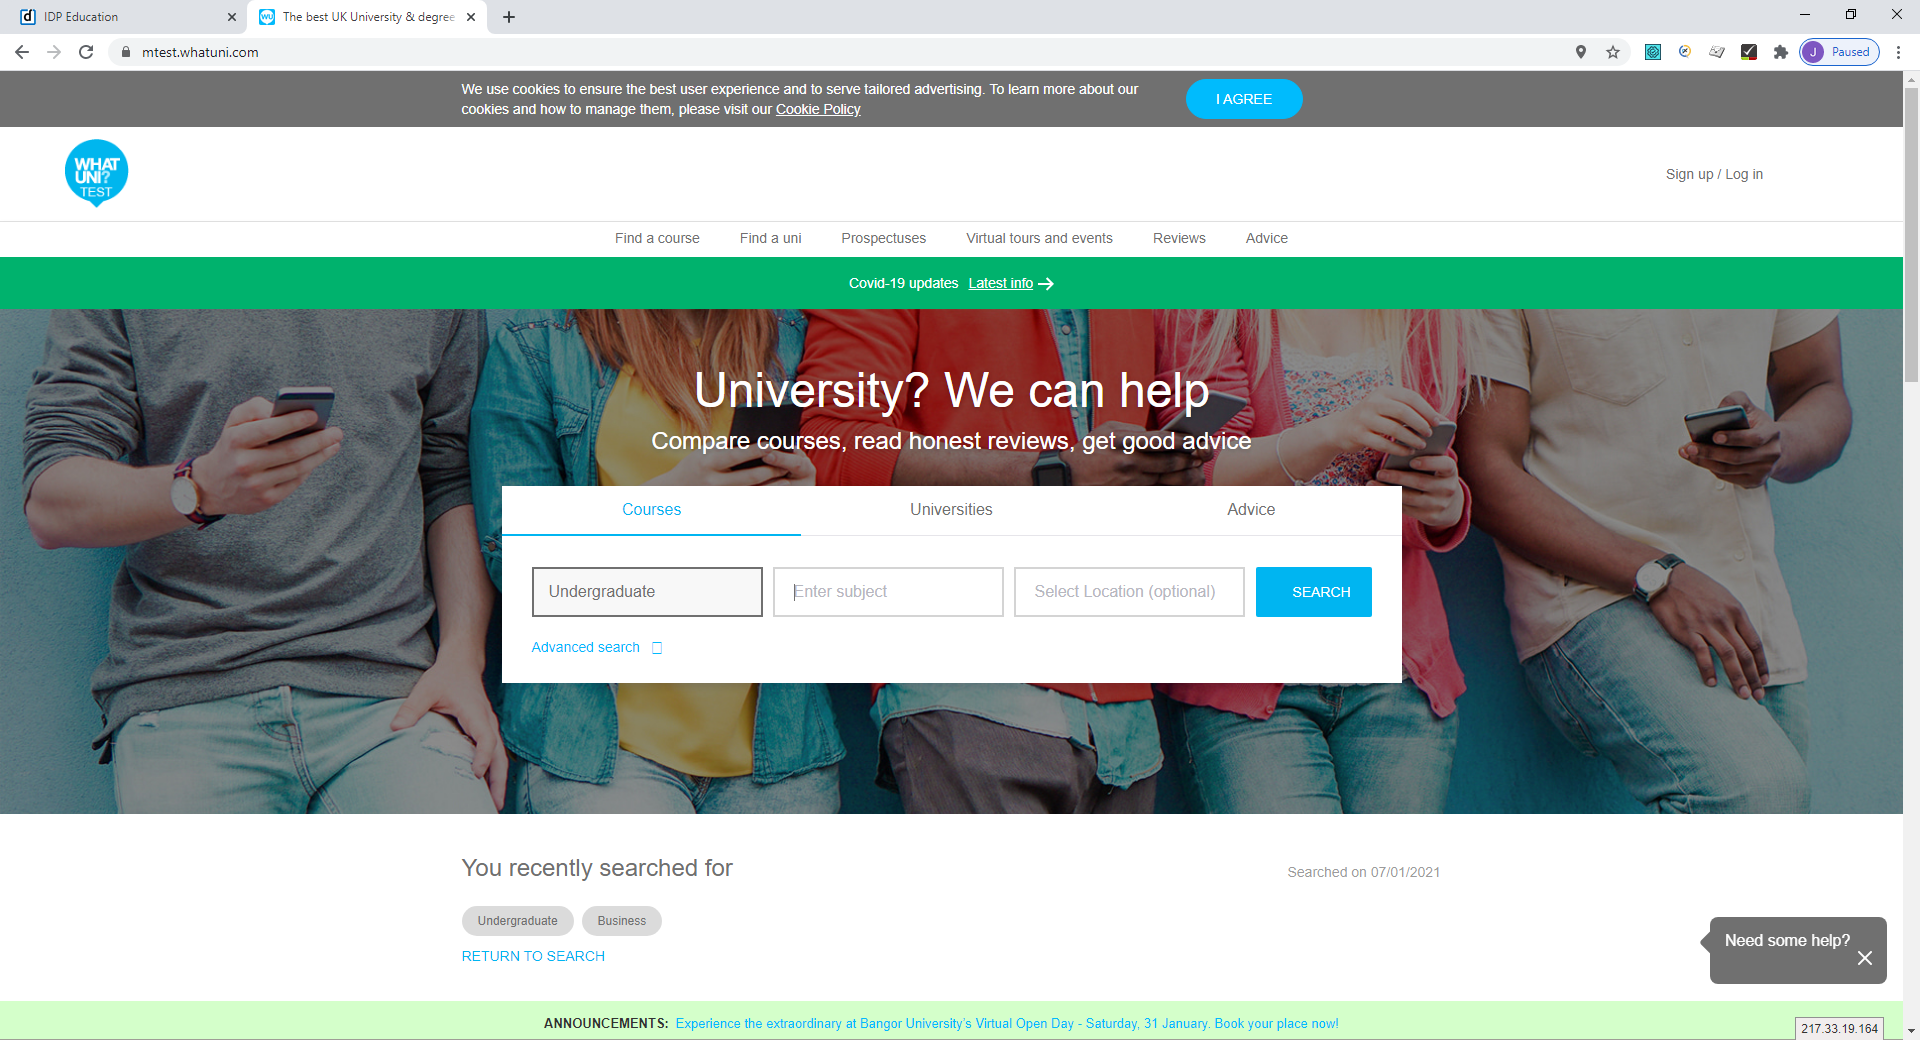 IDP Education
The best UK University & degree
mtest.whatuni.com
J Paused
We use cookies to ensure the best user experience and to serve tailored advertising. To learn more about our
cookies and how to manage them, please visit our Cookie Policy
I AGREE
WHAT
UNI?
TEST
Sign up / Log in
Find a course Find a uni Prospectuses Virtual tours and events Reviews Advice
Covid-19 updates Latest info
University? We can help
Compare courses, read honest reviews, get good advice
Courses Universities Advice
Undergraduate Enter subject Select Location (optional) SEARCH
Advanced search
You recently searched for
Searched on 07/01/2021
Undergraduate Business
RETURN TO SEARCH
Need some help?
ANNOUNCEMENTS: Experience the extraordinary at Bangor University's Virtual Open Day - Saturday, 31 January. Book your place now!
217.33.19.164